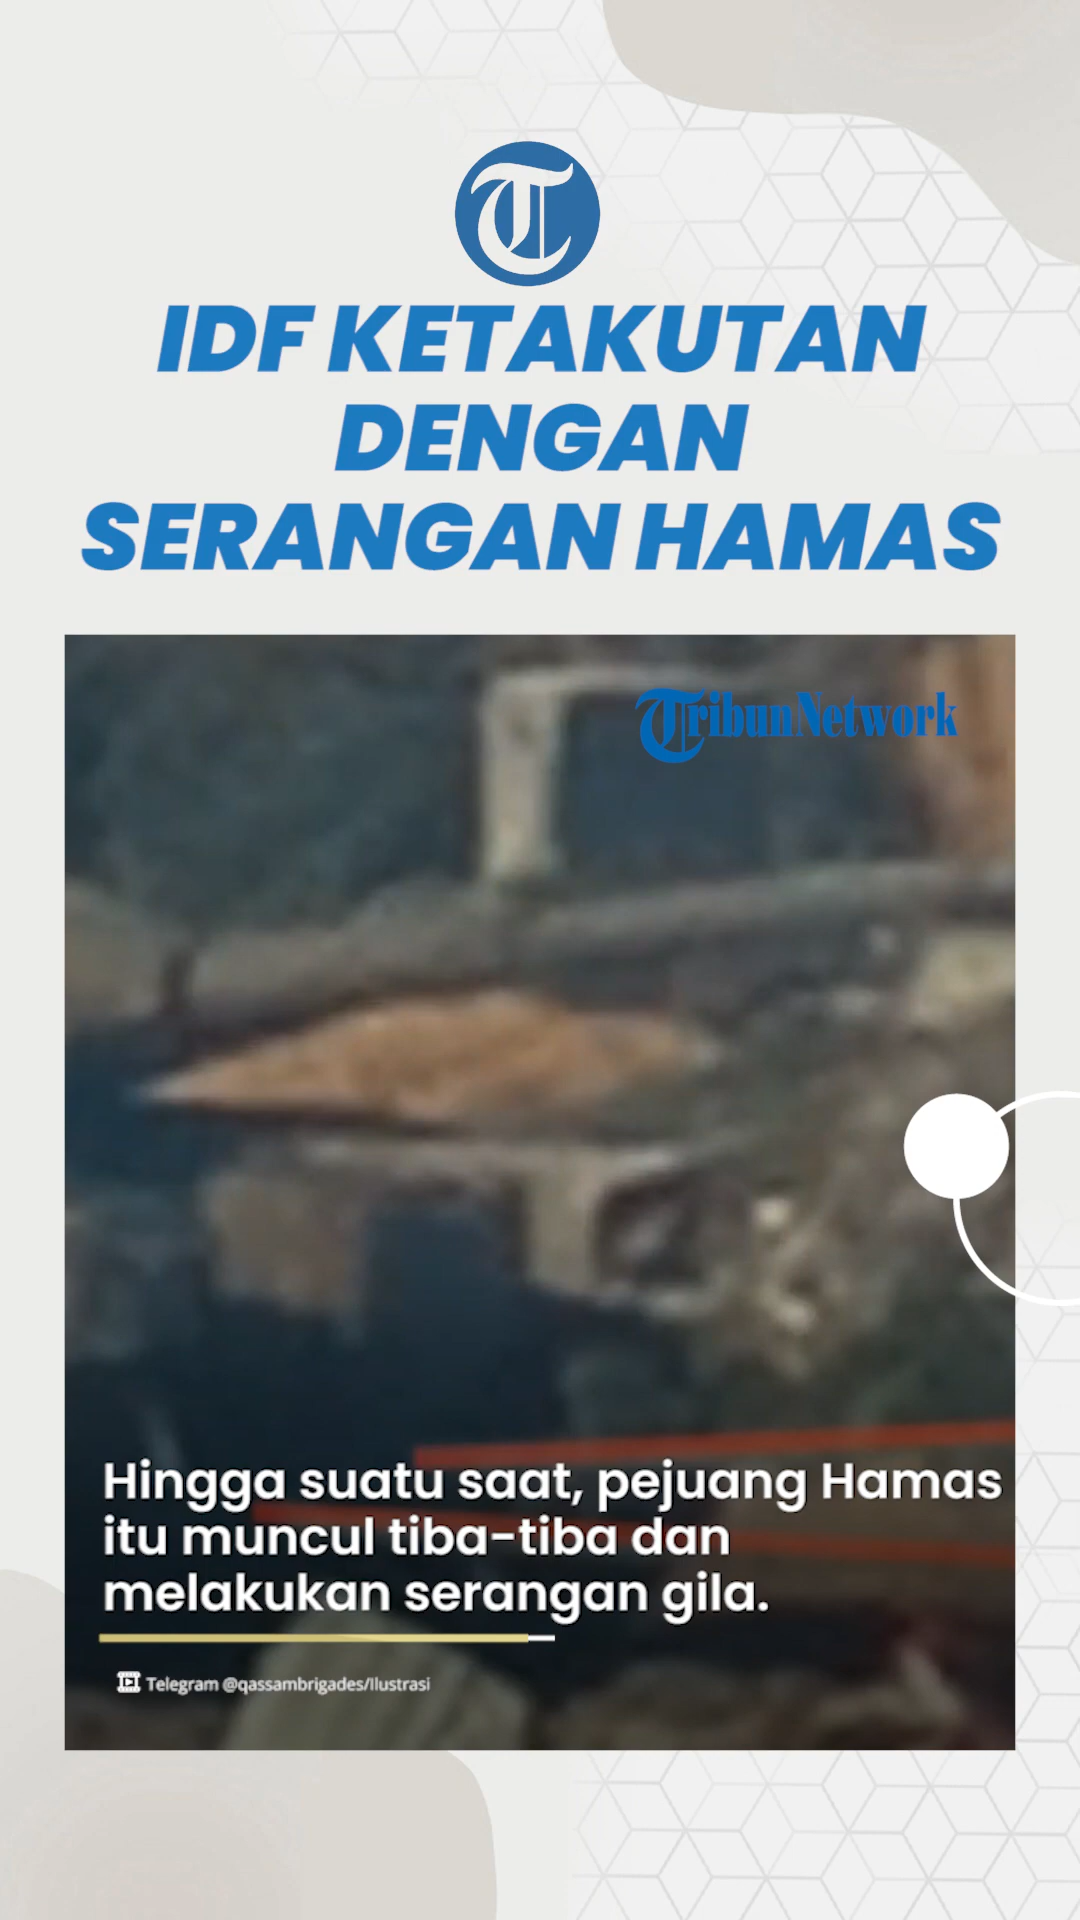 T
IDF KETAKUTAN
DENGAN
SERANGAN HAMAS
TribunNetwork
Hingga suatu saat, pejuang Hamas
itu muncul tiba-tiba dan
melakukan serangan gila.
Telegram @qassambrigades/Ilustrasi